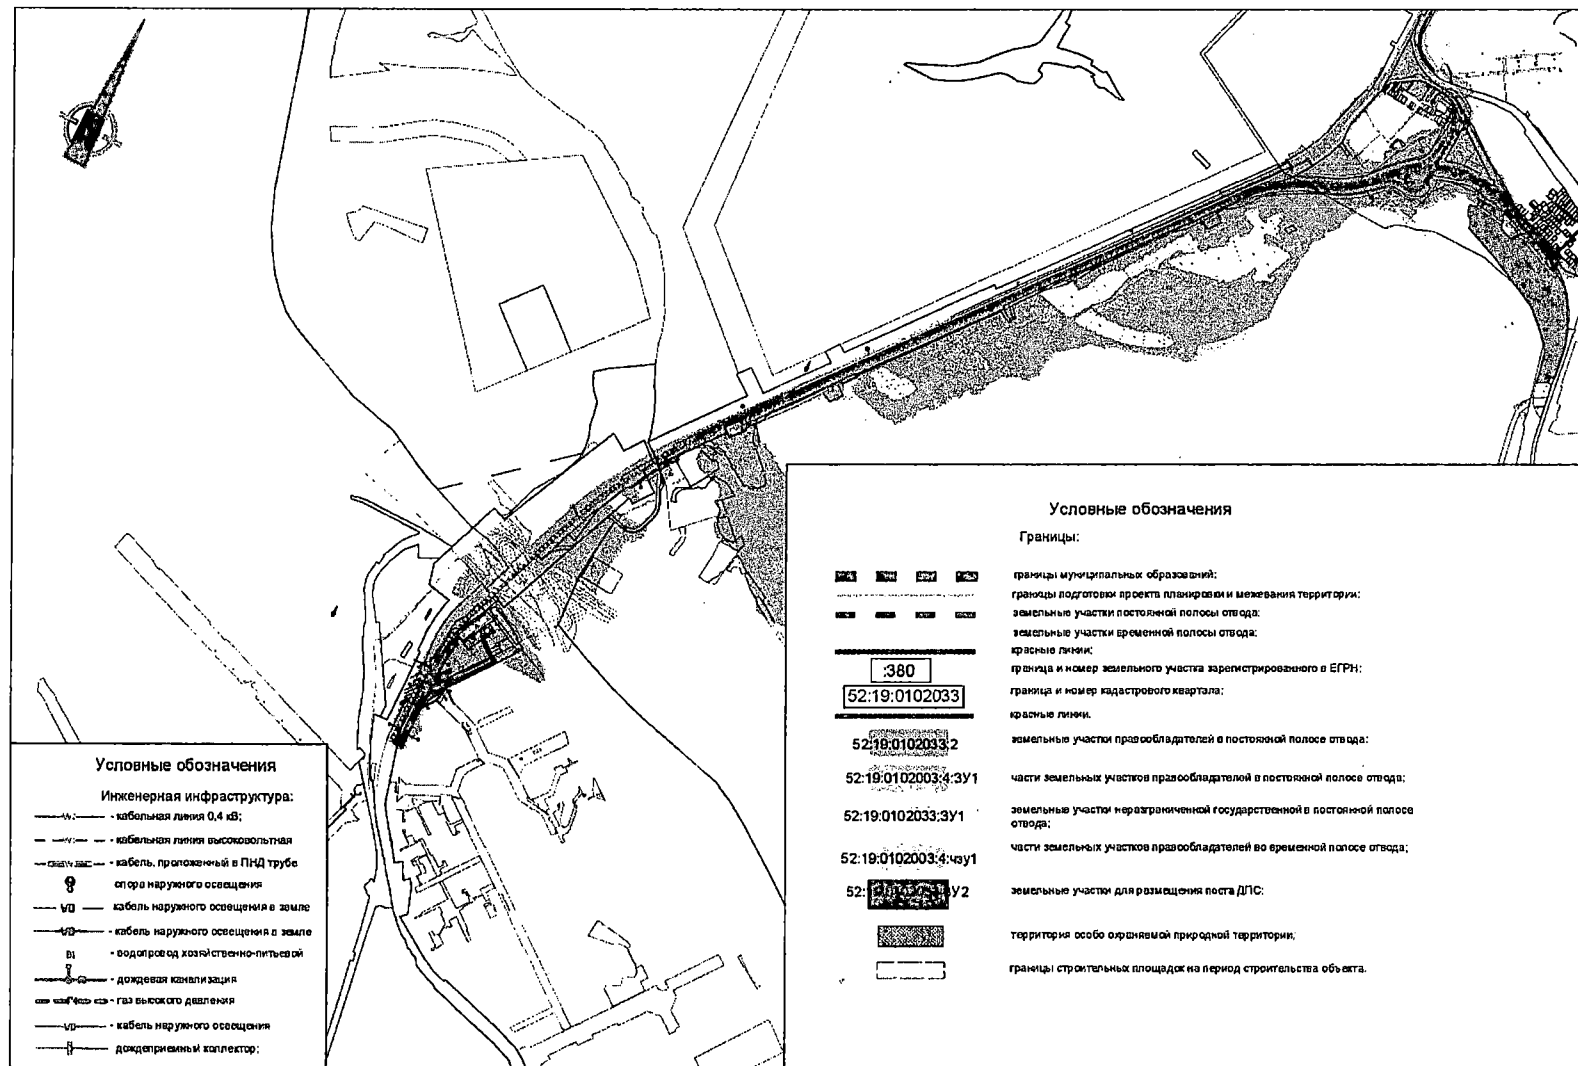 Условные обозначения
Границы:
границы муниципальных образований;
границы подготовки проекта планировки и межевания территории;
земельные участки постоянной полосы отвода;
земельные участки временной полосы отвода;
красные линии;
:380
граница и номер земельного участка зарегистрированного в ЕГРН;
52:19:0102033
граница и номер кадастрового квартала;
красные линии.
52:19:0102033:2
земельные участки правообладателей в постоянной полосе отвода;
52:19:0102003:4:ЗУ1
части земельных участков правообладателей в постоянной полосе отвода;
52:19:0102033:ЗУ1
земельные участки неразграниченной государственной в постоянной полосе
отвода;
52:19:0102003:4:чзу1
части земельных участков правообладателей во временной полосе отвода;
земельные участки для размещения поста ДПС;
территория особо охраняемой природной территории;
границы строительных площадок на период строительства объекта.
Условные обозначения
Инженерная инфраструктура:
- кабельная линия 0,4 кВ;
- кабельная линия высоковольтная
- кабель, проложенный в ПНД трубе
опора наружного освещения
кабель наружного освещения в земле
- кабель наружного освещения в земле
В1 - водопровод хозяйственно-питьевой
- дождевая канализация
- газ высокого давления
- кабель наружного освещения
- дождеприемный коллектор;